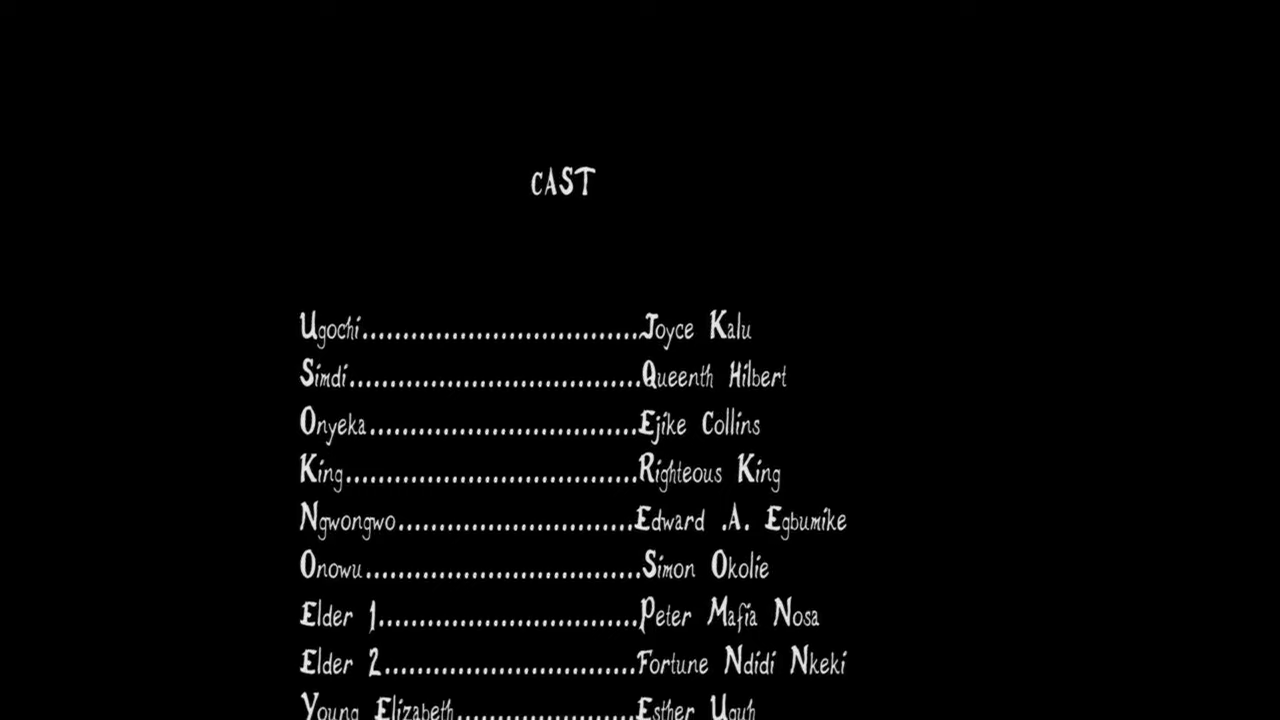 CAST
Ugochi..................................Joyce Kalu
Simdi....................................Queenth Hilbert
Onyeka.................................Ejike Collins
King....................................Righteous King
Ngwongwo.............................Edward .A. Egbumike
Onowu..................................Simon Okolie
Elder 1................................Peter Mafia Nosa
Elder 2...............................Fortune Ndidi Nkeki
Young Elizabeth......................Esther Uguh